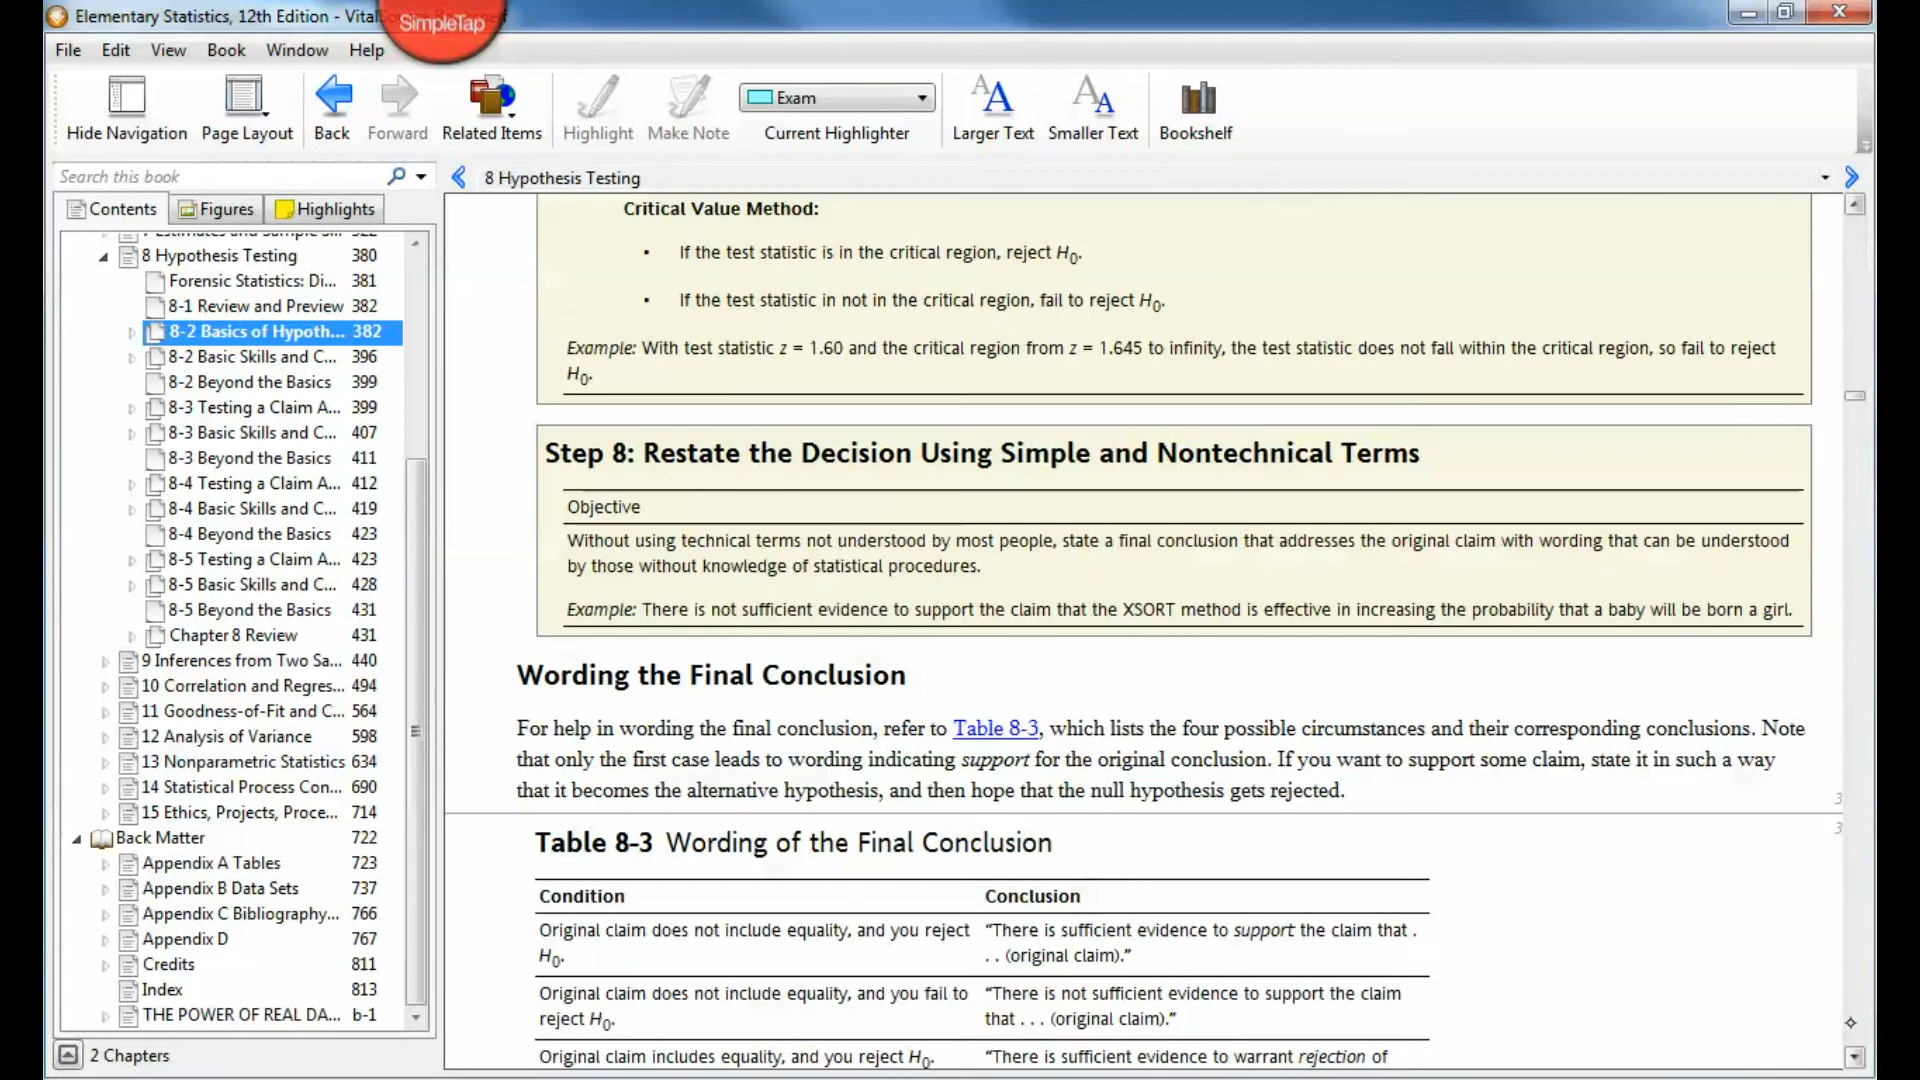 Elementary Statistics, 12th Edition - Vital
SimpleTap
File Edit View Book Window Help
Hide Navigation Page Layout Back Forward Related Items Highlight Make Note Exam Current Highlighter Larger Text Smaller Text Bookshelf
Search this book
8 Hypothesis Testing
Contents Figures Highlights
8 Hypothesis Testing 380
Forensic Statistics: Di... 381
8-1 Review and Preview 382
8-2 Basics of Hypoth... 382
8-2 Basic Skills and C... 396
8-2 Beyond the Basics 399
8-3 Testing a Claim A... 399
8-3 Basic Skills and C... 407
8-3 Beyond the Basics 411
8-4 Testing a Claim A... 412
8-4 Basic Skills and C... 419
8-4 Beyond the Basics 423
8-5 Testing a Claim A... 423
8-5 Basic Skills and C... 428
8-5 Beyond the Basics 431
Chapter 8 Review 431
9 Inferences from Two Sa... 440
10 Correlation and Regres... 494
11 Goodness-of-Fit and C... 564
12 Analysis of Variance 598
13 Nonparametric Statistics 634
14 Statistical Process Con... 690
15 Ethics, Projects, Proce... 714
Back Matter 722
Appendix A Tables 723
Appendix B Data Sets 737
Appendix C Bibliography... 766
Appendix D 767
Credits 811
Index 813
THE POWER OF REAL DA... b-1
2 Chapters
Critical Value Method:
• If the test statistic is in the critical region, reject H0.
• If the test statistic in not in the critical region, fail to reject H0.
Example: With test statistic z = 1.60 and the critical region from z = 1.645 to infinity, the test statistic does not fall within the critical region, so fail to reject
H0.
Step 8: Restate the Decision Using Simple and Nontechnical Terms
Objective
Without using technical terms not understood by most people, state a final conclusion that addresses the original claim with wording that can be understood
by those without knowledge of statistical procedures.
Example: There is not sufficient evidence to support the claim that the XSORT method is effective in increasing the probability that a baby will be born a girl.
Wording the Final Conclusion
For help in wording the final conclusion, refer to Table 8-3, which lists the four possible circumstances and their corresponding conclusions. Note
that only the first case leads to wording indicating support for the original conclusion. If you want to support some claim, state it in such a way
that it becomes the alternative hypothesis, and then hope that the null hypothesis gets rejected.
3
3
Table 8-3 Wording of the Final Conclusion
Condition Conclusion
Original claim does not include equality, and you reject “There is sufficient evidence to support the claim that .
H0. . . (original claim).”
Original claim does not include equality, and you fail to “There is not sufficient evidence to support the claim
reject H0. that . . . (original claim).”
Original claim includes equality, and you reject H0. “There is sufficient evidence to warrant rejection of